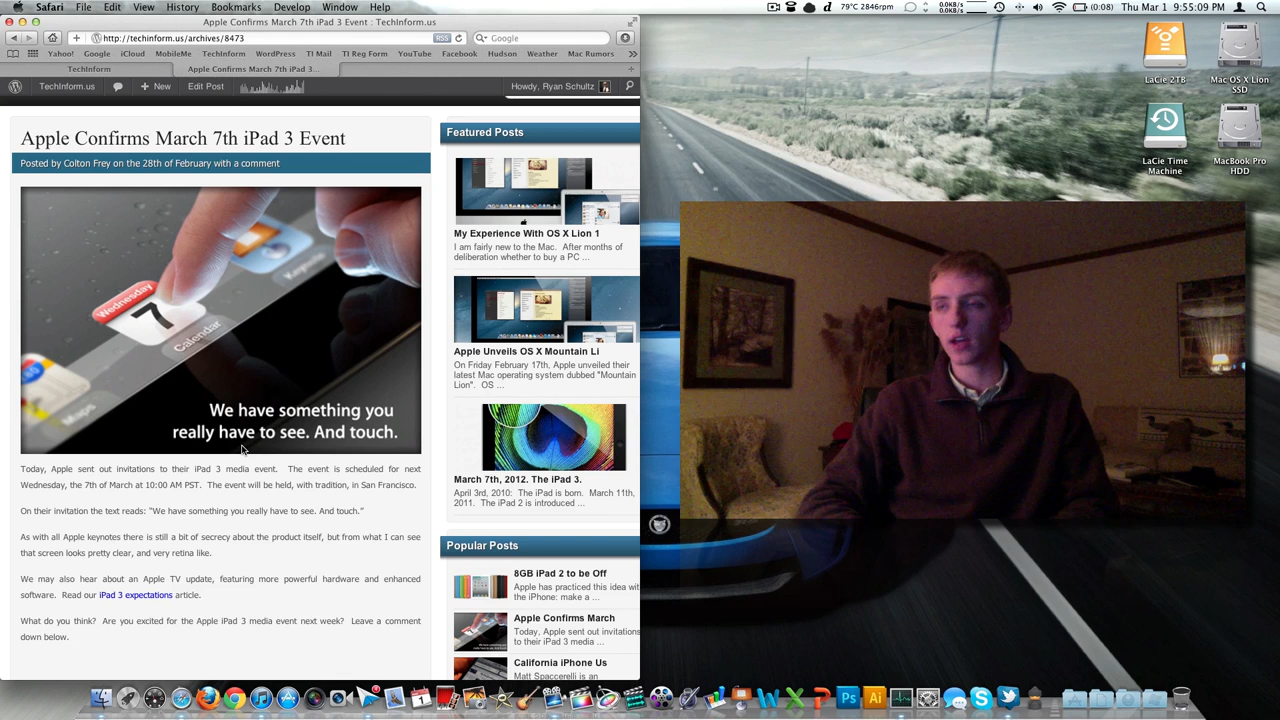 Safari File Edit View History Bookmarks Develop Window Help
d 79°C 2846rpm 0.0KB/s 0.0KB/s (0:08) Thu Mar 1 9:55:09 PM
Apple Confirms March 7th iPad 3 Event : TechInform.us
http://techinform.us/archives/8473 RSS Google
Yahoo! Google iCloud MobileMe TechInform WordPress TI Mail TI Reg Form YouTube Facebook Hudson Weather Mac Rumors
TechInform Apple Confirms March 7th iPad 3...
TechInform.us + New Edit Post Howdy, Ryan Schultz
Apple Confirms March 7th iPad 3 Event
Posted by Colton Frey on the 28th of February with a comment
Wednesday
7
Calendar
Maps
We have something you
really have to see. And touch.
Today, Apple sent out invitations to their iPad 3 media event. The event is scheduled for next
Wednesday, the 7th of March at 10:00 AM PST. The event will be held, with tradition, in San Francisco.
On their invitation the text reads: "We have something you really have to see. And touch."
As with all Apple keynotes there is still a bit of secrecy about the product itself, but from what I can see
that screen looks pretty clear, and very retina like.
We may also hear about an Apple TV update, featuring more powerful hardware and enhanced
software. Read our iPad 3 expectations article.
What do you think? Are you excited for the Apple iPad 3 media event next week? Leave a comment
down below.
Featured Posts
My Experience With OS X Lion 1
I am fairly new to the Mac. After months of
deliberation whether to buy a PC ...
Apple Unveils OS X Mountain Li
On Friday February 17th, Apple unveiled their
latest Mac operating system dubbed "Mountain
Lion". OS ...
March 7th, 2012. The iPad 3.
April 3rd, 2010: The iPad is born. March 11th,
2011. The iPad 2 is introduced ...
Popular Posts
8GB iPad 2 to be Off
Apple has practiced this idea wit
the iPhone: make a ...
Apple Confirms March
Today, Apple sent out invitations
to their iPad 3 media ...
California iPhone Us
Matt Spaccerelli is an
LaCie 2TB
Mac OS X Lion
SSD
LaCie Time
Machine
MacBook Pro
HDD
Ps Ai